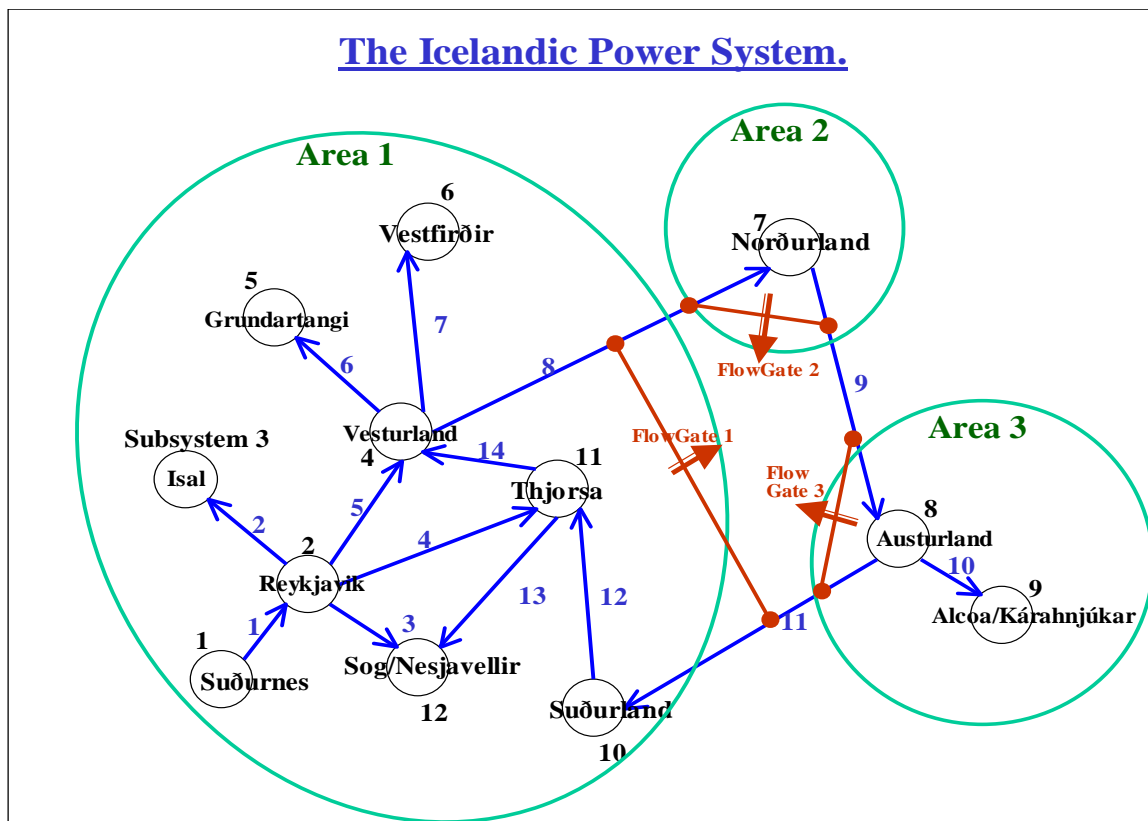 The Icelandic Power System.
Area 1
Area 2
Area 3
6
Vestfirðir
7
Norðurland
5
Grundartangi
7
6
8
FlowGate 2
9
Subsystem 3
Isal
Vesturland
4
14
FlowGate 1
11
Thjorsa
Flow
Gate 3
8
Austurland
2
5
4
2
Reykjavik
10
9
Alcoa/Kárahnjúkar
13
12
11
1
1
Suðurnes
3
Sog/Nesjavellir
12
Suðurland
10